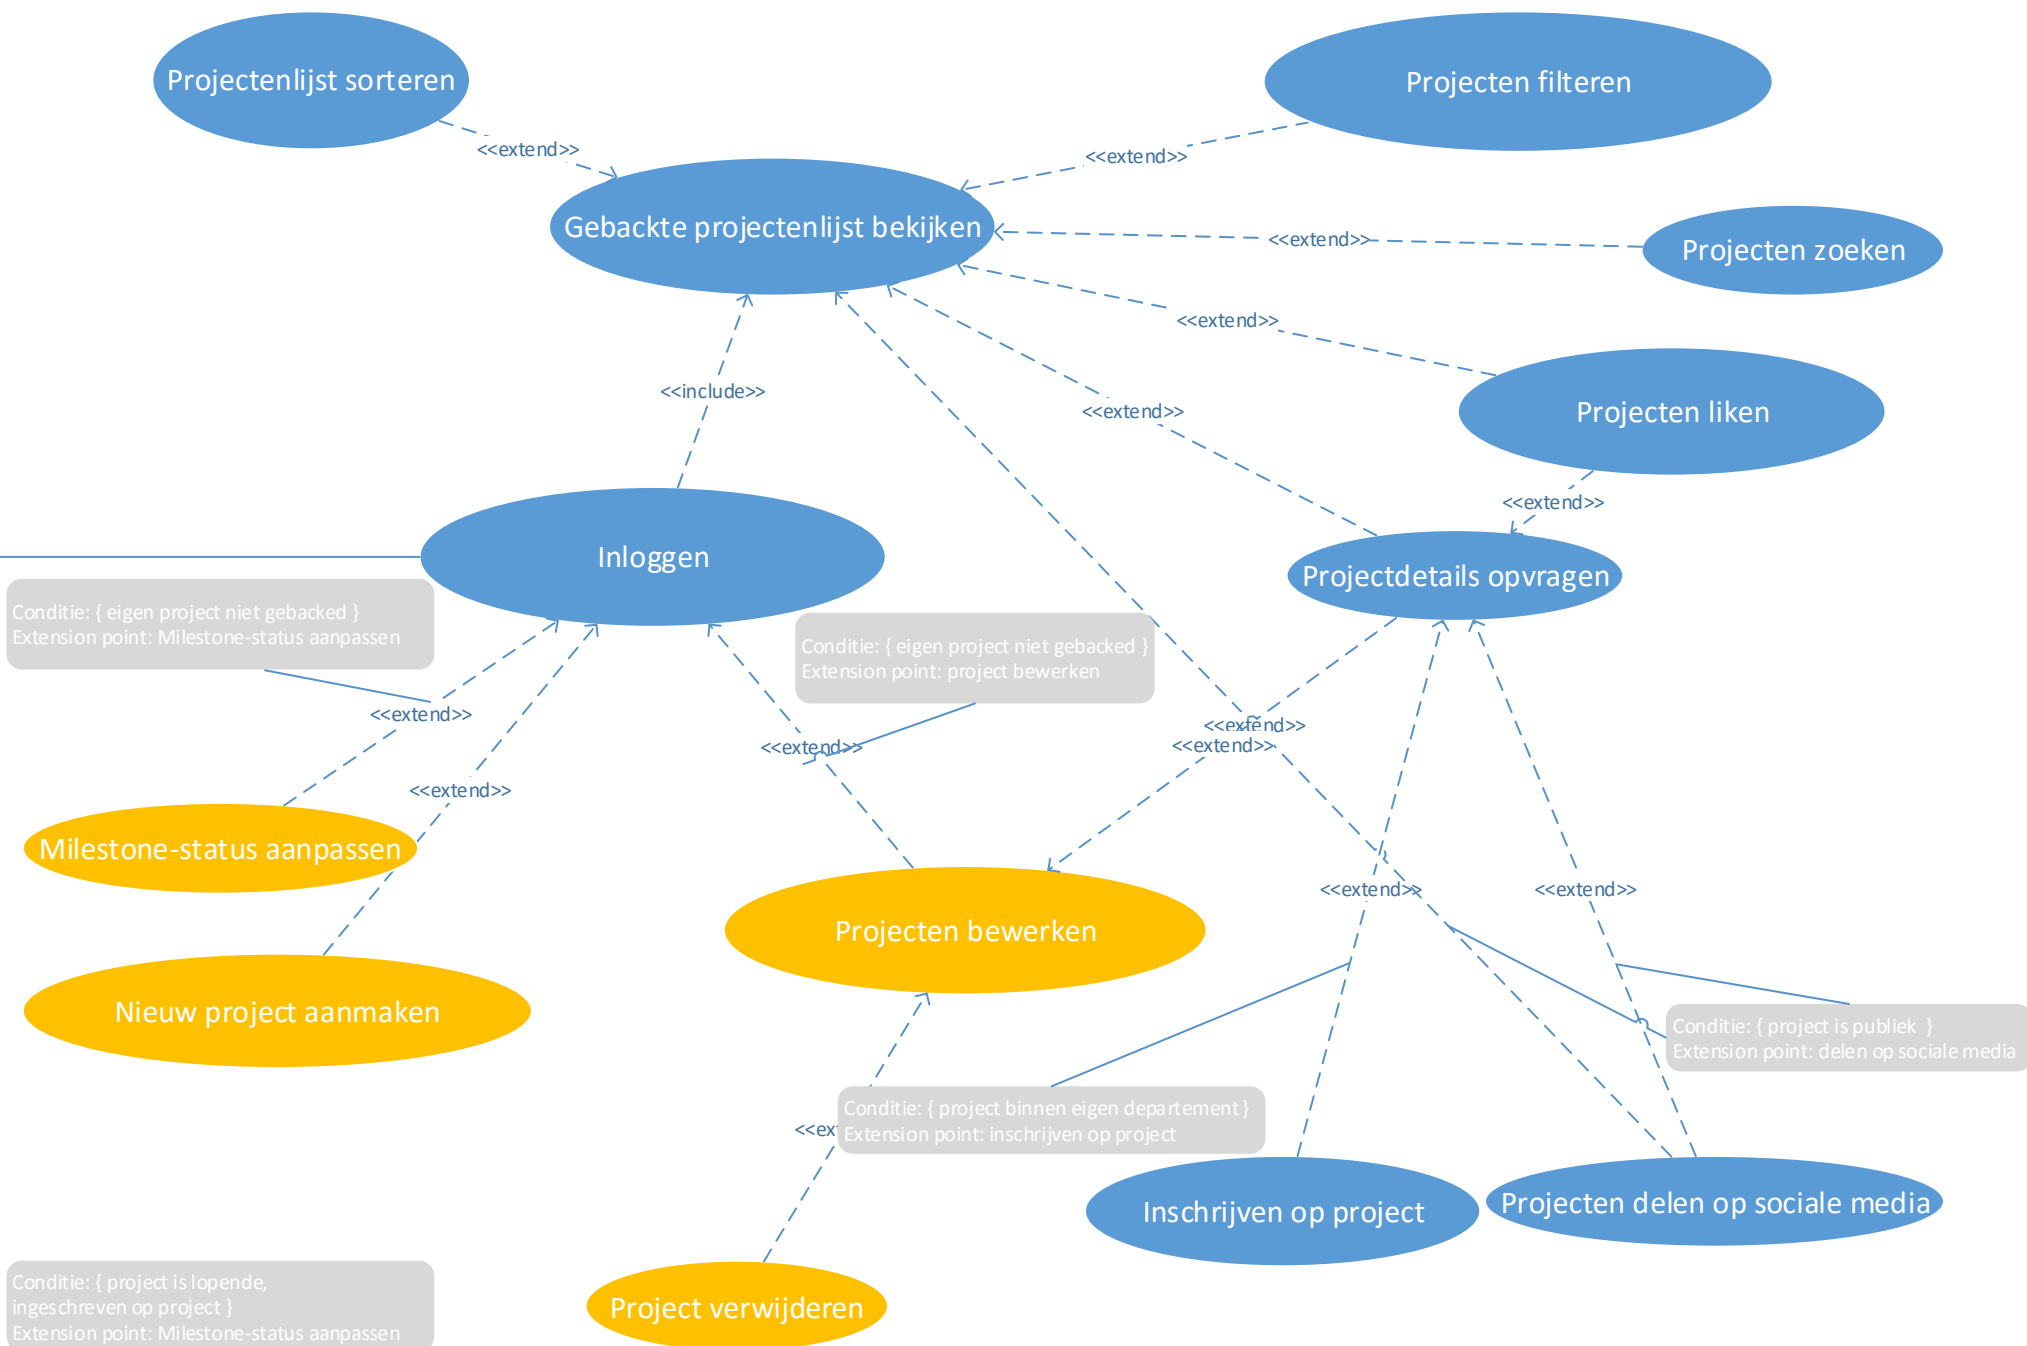 Projectenlijst sorteren
Projecten filteren
<<extend>>
<<extend>>
Gebackte projectenlijst bekijken
<<extend>>
Projecten zoeken
<<extend>>
<<include>>
<<extend>>
Projecten liken
<<extend>>
Inloggen
Projectdetails opvragen
Conditie: { eigen project niet gebacked }
Extension point: Milestone-status aanpassen
Conditie: { eigen project niet gebacked }
Extension point: project bewerken
<<extend>>
<<extend>>
<<extend>>
<<extend>>
<<extend>>
Milestone-status aanpassen
<<extend>>
<<extend>>
Projecten bewerken
Nieuw project aanmaken
Conditie: { project is publiek }
Extension point: delen op sociale media
Conditie: { project binnen eigen departement }
Extension point: inschrijven op project
<<ex
Inschrijven op project
Projecten delen op sociale media
Conditie: { project is lopende,
ingeschreven op project }
Extension point: Milestone-status aanpassen
Project verwijderen